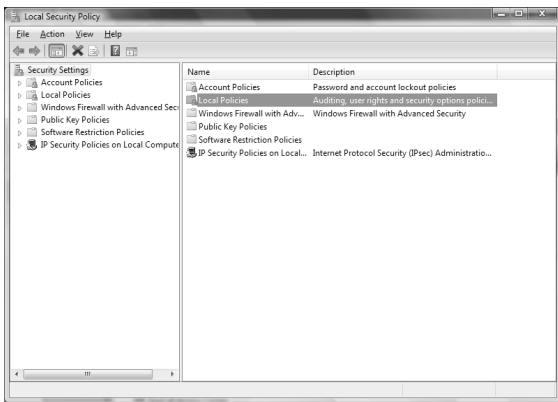 Local Security Policy
File Action View Help
Security Settings
Account Policies
Local Policies
Windows Firewall with Advanced Secu
Public Key Policies
Software Restriction Policies
IP Security Policies on Local Compute
Name Description
Account Policies Password and account lockout policies
Local Policies Auditing, user rights and security options polici...
Windows Firewall with Adv... Windows Firewall with Advanced Security
Public Key Policies
Software Restriction Policies
IP Security Policies on Local... Internet Protocol Security (IPsec) Administratio...